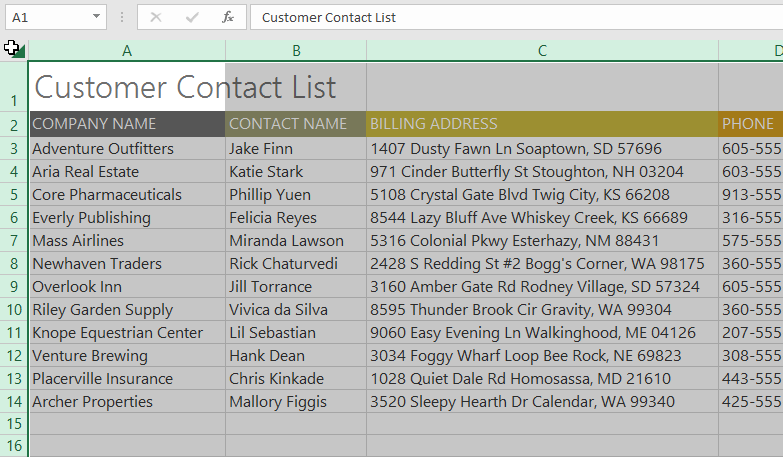 A1 fx Customer Contact List
A B C D
1 Customer Contact List
2 COMPANY NAME CONTACT NAME BILLING ADDRESS PHONE
3 Adventure Outfitters Jake Finn 1407 Dusty Fawn Ln Soaptown, SD 57696 605-555
4 Aria Real Estate Katie Stark 971 Cinder Butterfly St Stoughton, NH 03204 603-555
5 Core Pharmaceuticals Phillip Yuen 5108 Crystal Gate Blvd Twig City, KS 66208 913-555
6 Everly Publishing Felicia Reyes 8544 Lazy Bluff Ave Whiskey Creek, KS 66689 316-555
7 Mass Airlines Miranda Lawson 5316 Colonial Pkwy Esterhazy, NM 88431 575-555
8 Newhaven Traders Rick Chaturvedi 2428 S Redding St #2 Bogg's Corner, WA 98175 360-555
9 Overlook Inn Jill Torrance 3160 Amber Gate Rd Rodney Village, SD 57324 605-555
10 Riley Garden Supply Vivica da Silva 8595 Thunder Brook Cir Gravity, WA 99304 360-555
11 Knope Equestrian Center Lil Sebastian 9060 Easy Evening Ln Walkinghood, ME 04126 207-555
12 Venture Brewing Hank Dean 3034 Foggy Wharf Loop Bee Rock, NE 69823 308-555
13 Placerville Insurance Chris Kinkade 1028 Quiet Dale Rd Homosassa, MD 21610 443-555
14 Archer Properties Mallory Figgis 3520 Sleepy Hearth Dr Calendar, WA 99340 425-555
15
16